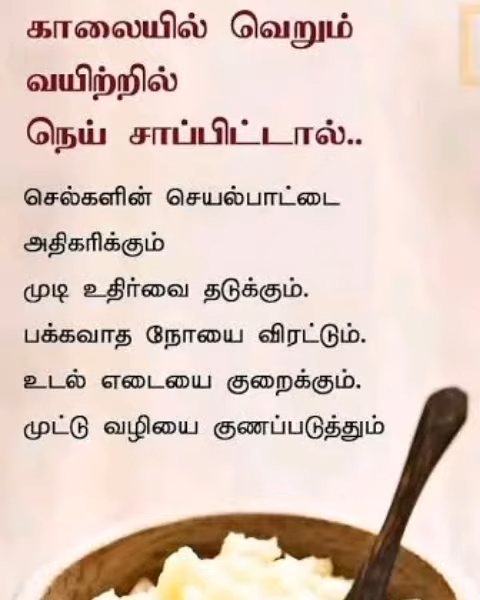 காலையில் வெறும்
வயிற்றில்
நெய் சாப்பிட்டால்..
செல்களின் செயல்பாட்டை
அதிகரிக்கும்
முடி உதிர்வை தடுக்கும்.
பக்கவாத நோயை விரட்டும்.
உடல் எடையை குறைக்கும்.
முட்டு வழியை குணப்படுத்தும்